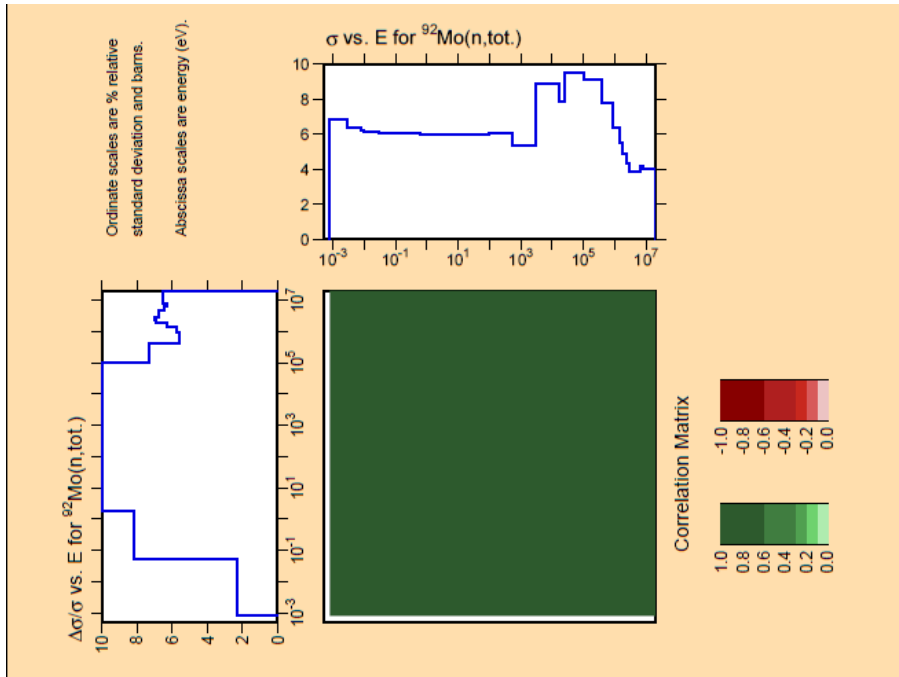 σ vs. E for ⁹²Mo(n,tot.)
Ordinate scales are % relative
standard deviation and barns.
Abscissa scales are energy (eV).
10
8
6
4
2
0
10⁻³ 10⁻¹ 10¹ 10³ 10⁵ 10⁷
Δσ/σ vs. E for ⁹²Mo(n,tot.)
10 8 6 4 2 0
10⁷
10⁵
10³
10¹
10⁻¹
10⁻³
Correlation Matrix
1.0 0.8 0.6 0.4 0.2 0.0
-1.0 -0.8 -0.6 -0.4 -0.2 0.0